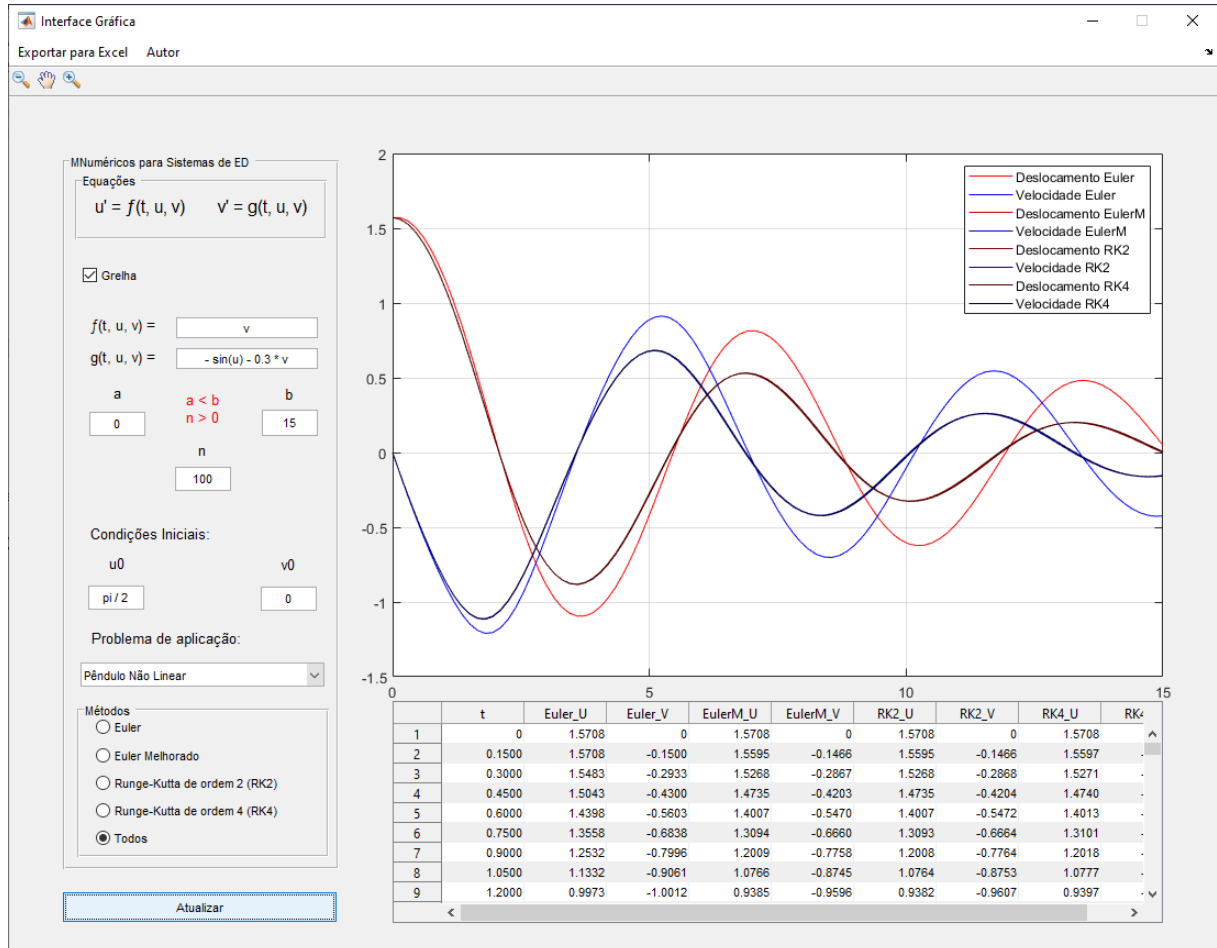 Interface Gráfica
Exportar para Excel Autor
MNuméricos para Sistemas de ED
Equações
u' = ƒ(t, u, v) v' = g(t, u, v)
Grelha
ƒ(t, u, v) = v
g(t, u, v) = - sin(u) - 0.3 * v
a a < b b
0 n > 0 15
n
100
Condições Iniciais:
u0 v0
pi / 2 0
Problema de aplicação:
Pêndulo Não Linear
Métodos
Euler
Euler Melhorado
Runge-Kutta de ordem 2 (RK2)
Runge-Kutta de ordem 4 (RK4)
Todos
Atualizar
2
1.5
1
0.5
0
-0.5
-1
-1.5
0 5 10 15
Deslocamento Euler
Velocidade Euler
Deslocamento EulerM
Velocidade EulerM
Deslocamento RK2
Velocidade RK2
Deslocamento RK4
Velocidade RK4
t Euler_U Euler_V EulerM_U EulerM_V RK2_U RK2_V RK4_U RK4
1 0 1.5708 0 1.5708 0 1.5708 0 1.5708
2 0.1500 1.5708 -0.1500 1.5595 -0.1466 1.5595 -0.1466 1.5597 -
3 0.3000 1.5483 -0.2933 1.5268 -0.2867 1.5268 -0.2868 1.5271 -
4 0.4500 1.5043 -0.4300 1.4735 -0.4203 1.4735 -0.4204 1.4740 -
5 0.6000 1.4398 -0.5603 1.4007 -0.5470 1.4007 -0.5472 1.4013 -
6 0.7500 1.3558 -0.6838 1.3094 -0.6660 1.3093 -0.6664 1.3101 -
7 0.9000 1.2532 -0.7996 1.2009 -0.7758 1.2008 -0.7764 1.2018 -
8 1.0500 1.1332 -0.9061 1.0766 -0.8745 1.0764 -0.8753 1.0777 -
9 1.2000 0.9973 -1.0012 0.9385 -0.9596 0.9382 -0.9607 0.9397 -